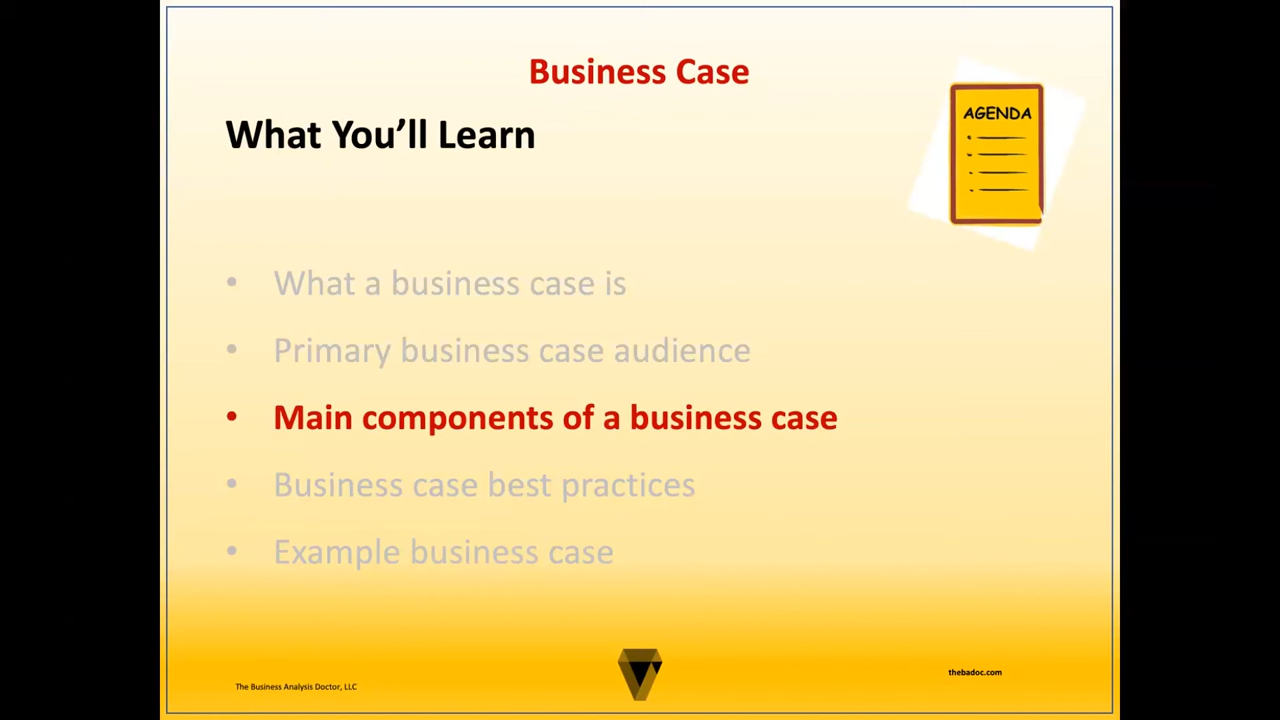 Business Case
AGENDA
What You’ll Learn
• What a business case is
• Primary business case audience
• Main components of a business case
• Business case best practices
• Example business case
The Business Analysis Doctor, LLC
thebadoc.com